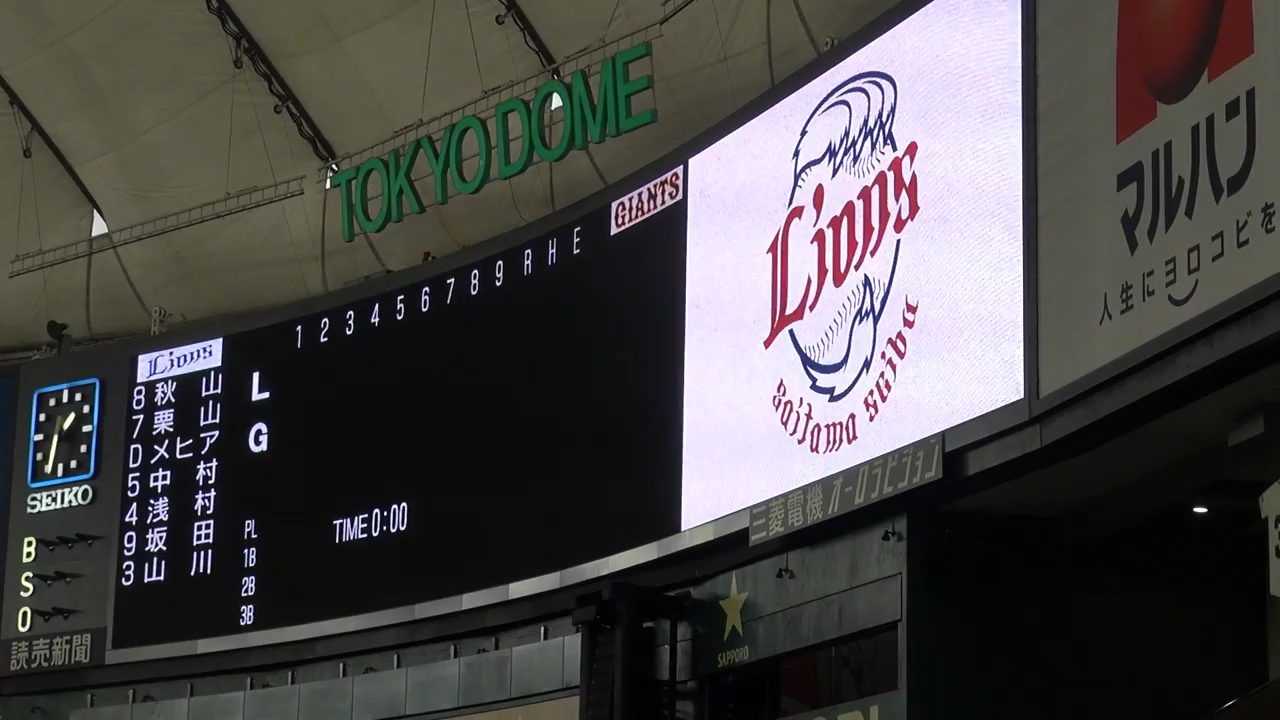 TOKYO DOME
GIANTS
1 2 3 4 5 6 7 8 9 R H E
Lions
8 秋 山
7 栗 山
D メヒア
5 中 村
4 浅 村
9 坂 田
3 山 川
L
G
TIME 0:00
PL
1B
2B
3B
SEIKO
B
S
O
読売新聞
Lions
saitama seibu
三菱電機 オーロラビジョン
SAPPORO
マルハン
人生にヨロコビを